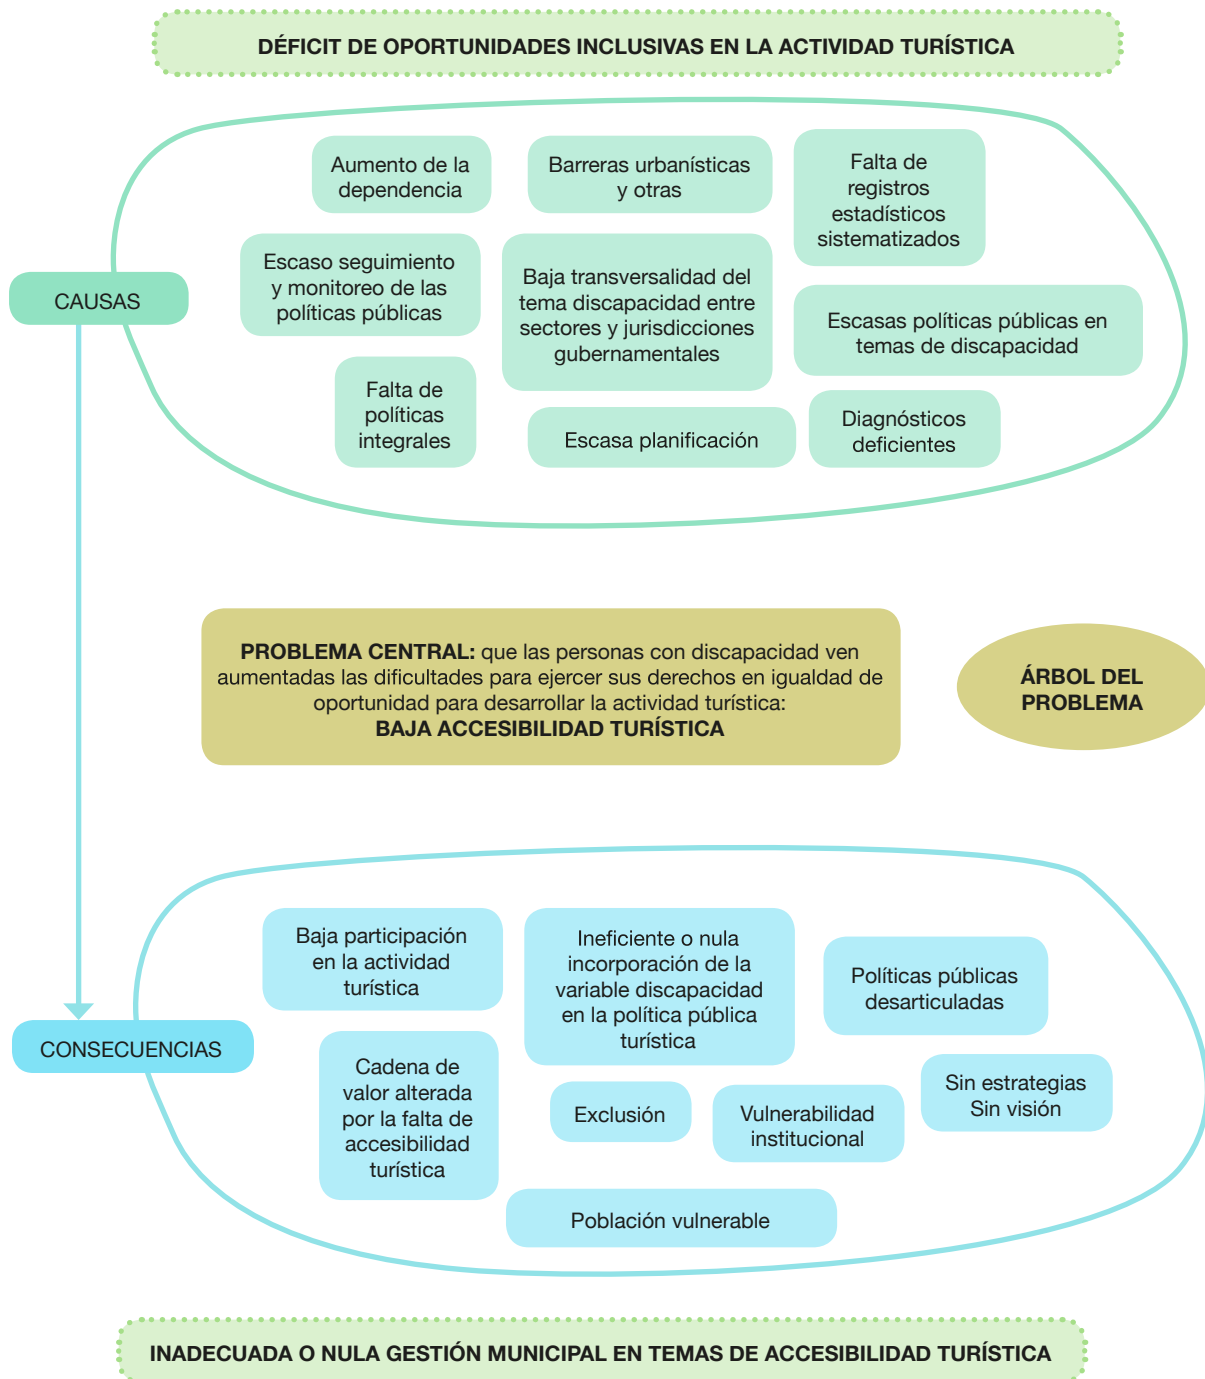 DÉFICIT DE OPORTUNIDADES INCLUSIVAS EN LA ACTIVIDAD TURÍSTICA
Aumento de la
dependencia
Barreras urbanísticas
y otras
Falta de
registros
estadísticos
sistematizados
Escaso seguimiento
y monitoreo de las
políticas públicas
Baja transversalidad del
tema discapacidad entre
sectores y jurisdicciones
gubernamentales
CAUSAS
Escasas políticas públicas en
temas de discapacidad
Falta de
políticas
integrales
Escasa planificación
Diagnósticos
deficientes
PROBLEMA CENTRAL: que las personas con discapacidad ven
aumentadas las dificultades para ejercer sus derechos en igualdad de
oportunidad para desarrollar la actividad turística:
BAJA ACCESIBILIDAD TURÍSTICA
ÁRBOL DEL
PROBLEMA
Baja participación
en la actividad
turística
Ineficiente o nula
incorporación de la
variable discapacidad
en la política pública
turística
Políticas públicas
desarticuladas
CONSECUENCIAS
Cadena de
valor alterada
por la falta de
accesibilidad
turística
Exclusión
Vulnerabilidad
institucional
Sin estrategias
Sin visión
Población vulnerable
INADECUADA O NULA GESTIÓN MUNICIPAL EN TEMAS DE ACCESIBILIDAD TURÍSTICA